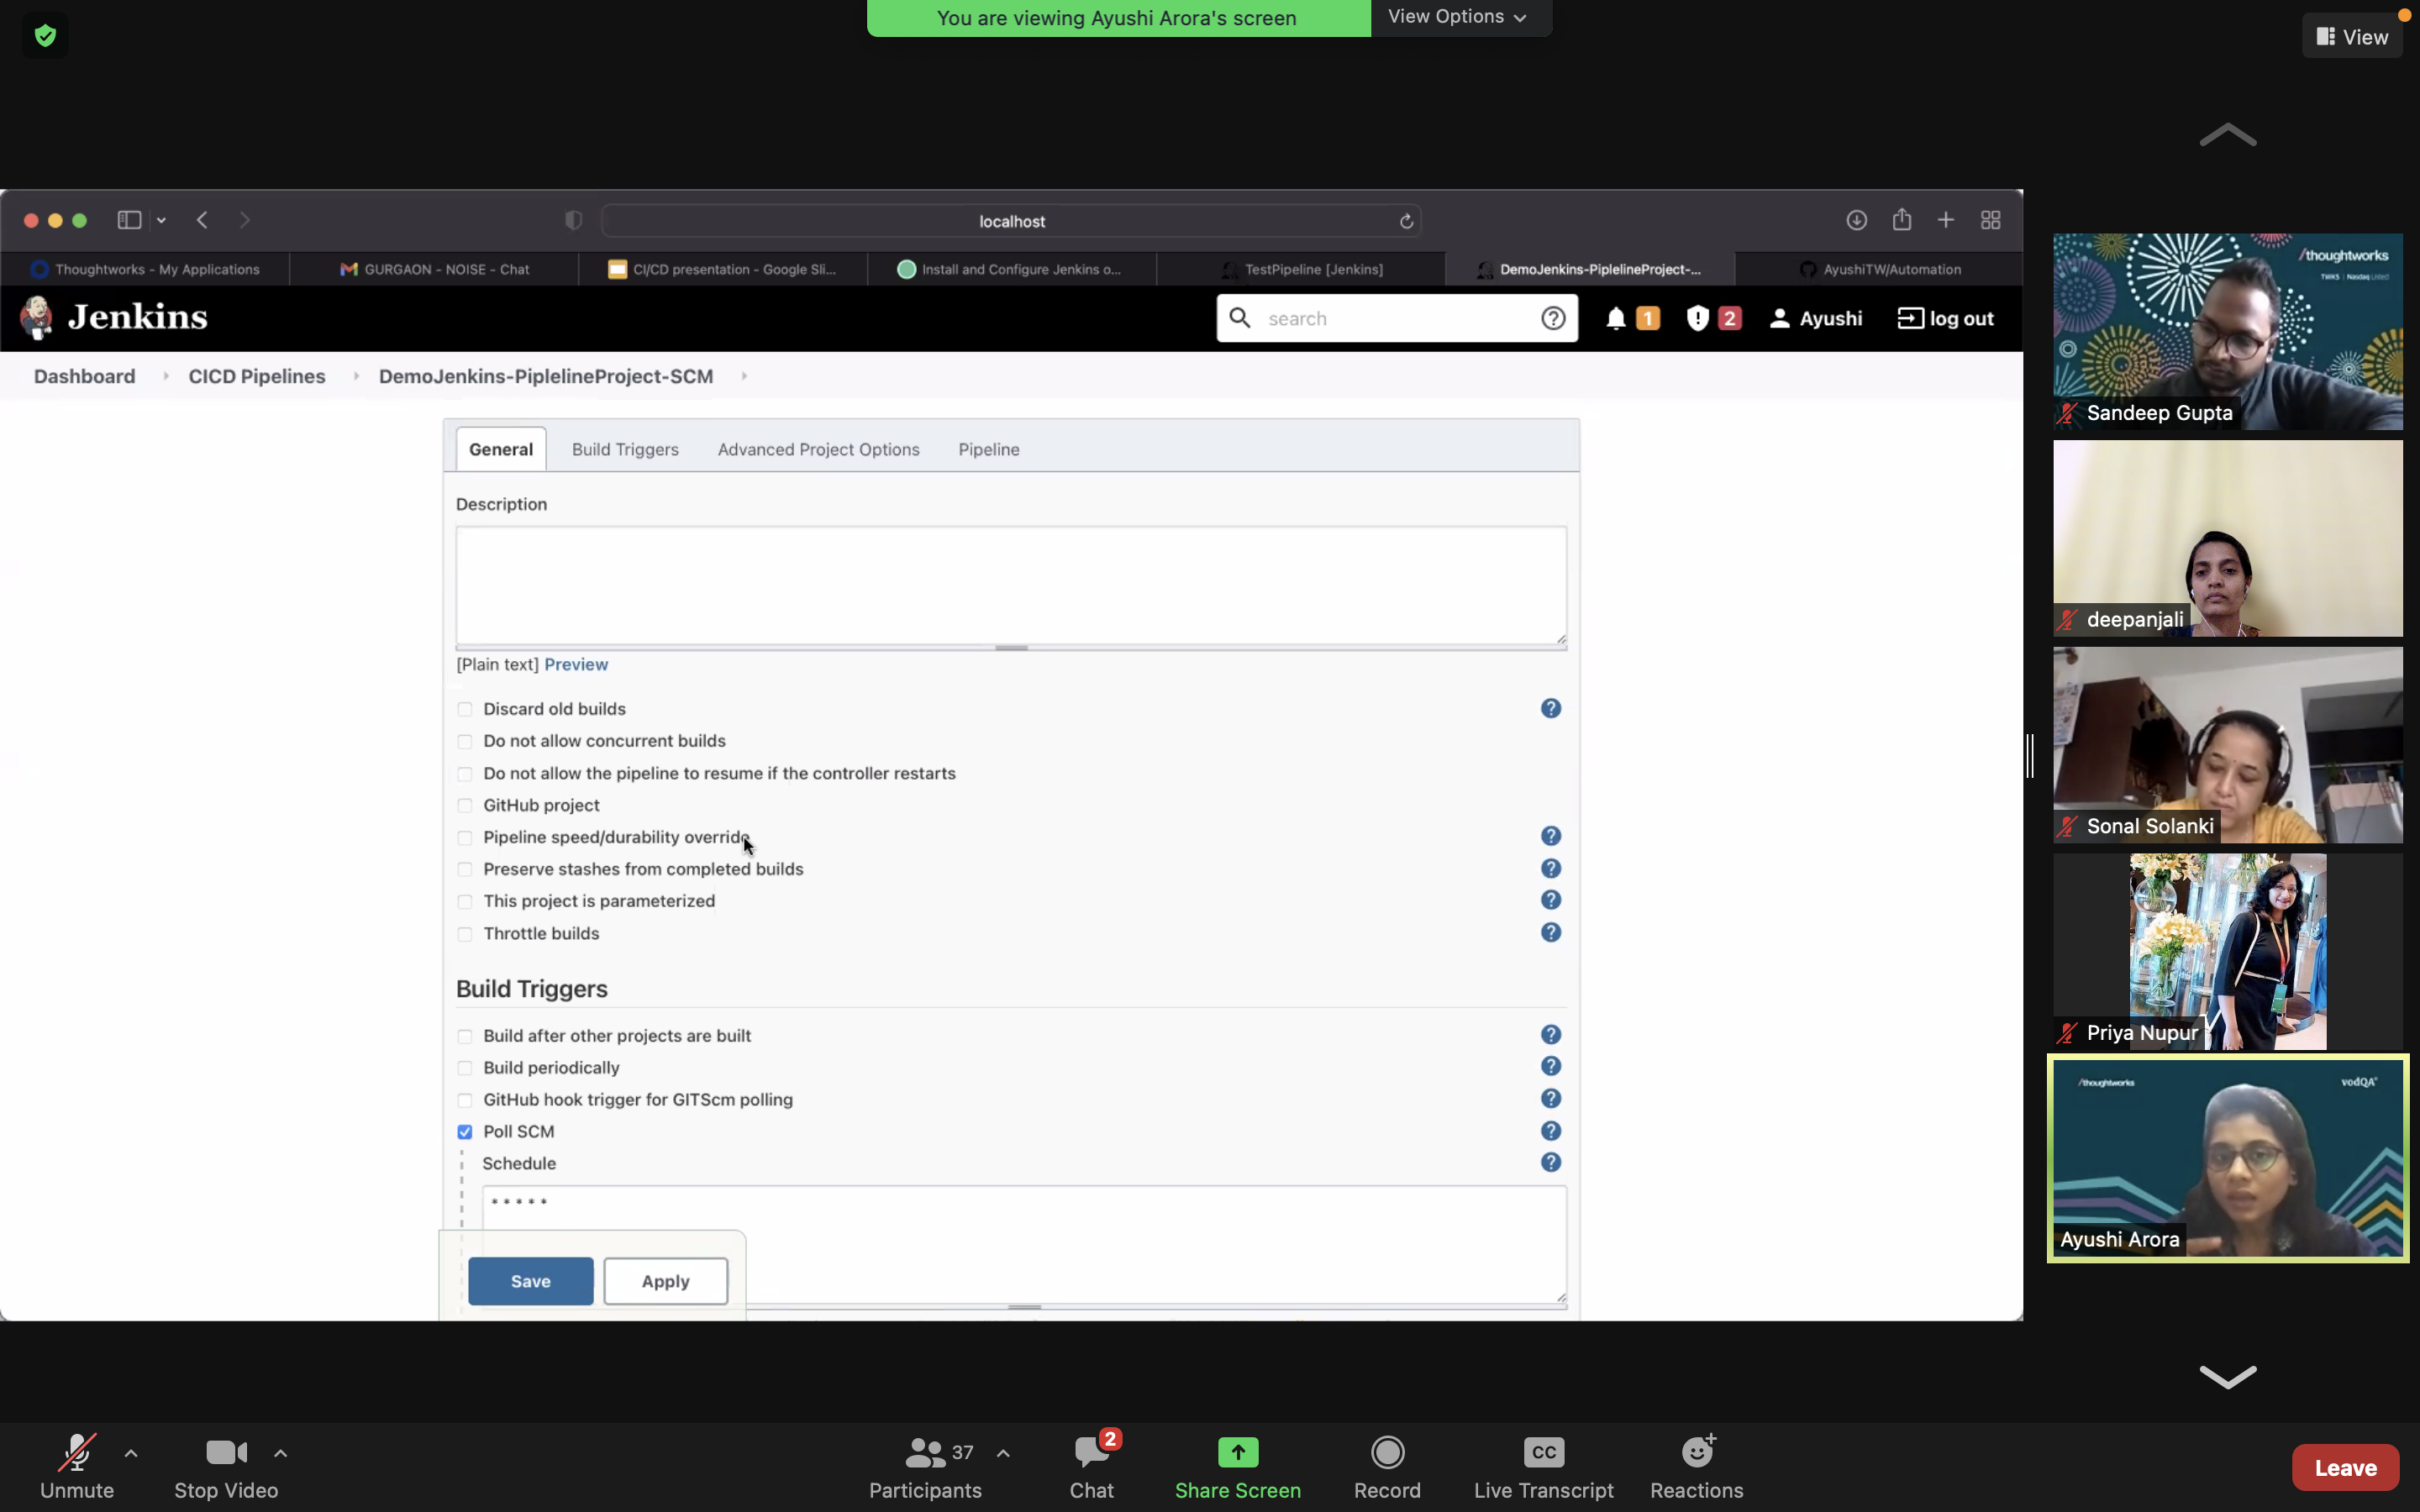 You are viewing Ayushi Arora's screen
View Options
View
localhost
Thoughtworks - My Applications
GURGAON - NOISE - Chat
CI/CD presentation - Google Sli...
Install and Configure Jenkins o...
TestPipeline [Jenkins]
DemoJenkins-PiplelineProject-...
AyushiTW/Automation
Jenkins
search
1
2
Ayushi
log out
Dashboard
CICD Pipelines
DemoJenkins-PiplelineProject-SCM
General
Build Triggers
Advanced Project Options
Pipeline
Description
[Plain text] Preview
Discard old builds
Do not allow concurrent builds
Do not allow the pipeline to resume if the controller restarts
GitHub project
Pipeline speed/durability override
Preserve stashes from completed builds
This project is parameterized
Throttle builds
Build Triggers
Build after other projects are built
Build periodically
GitHub hook trigger for GITScm polling
Poll SCM
Schedule
* * * * *
Save
Apply
/thoughtworks
TWKS | Nasdaq Listed
Sandeep Gupta
deepanjali
Sonal Solanki
Priya Nupur
/thoughtworks
vodQA
Ayushi Arora
Unmute
Stop Video
37
Participants
2
Chat
Share Screen
Record
CC
Live Transcript
Reactions
Leave